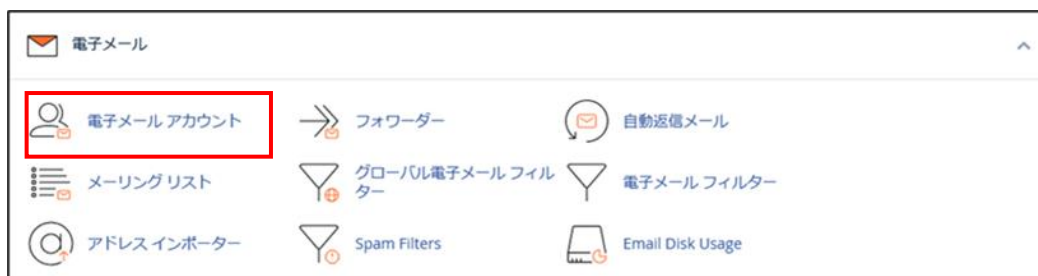 電子メール
電子メール アカウント
フォワーダー
自動返信メール
メーリング リスト
グローバル電子メール フィル
ター
電子メール フィルター
アドレス インポーター
Spam Filters
Email Disk Usage